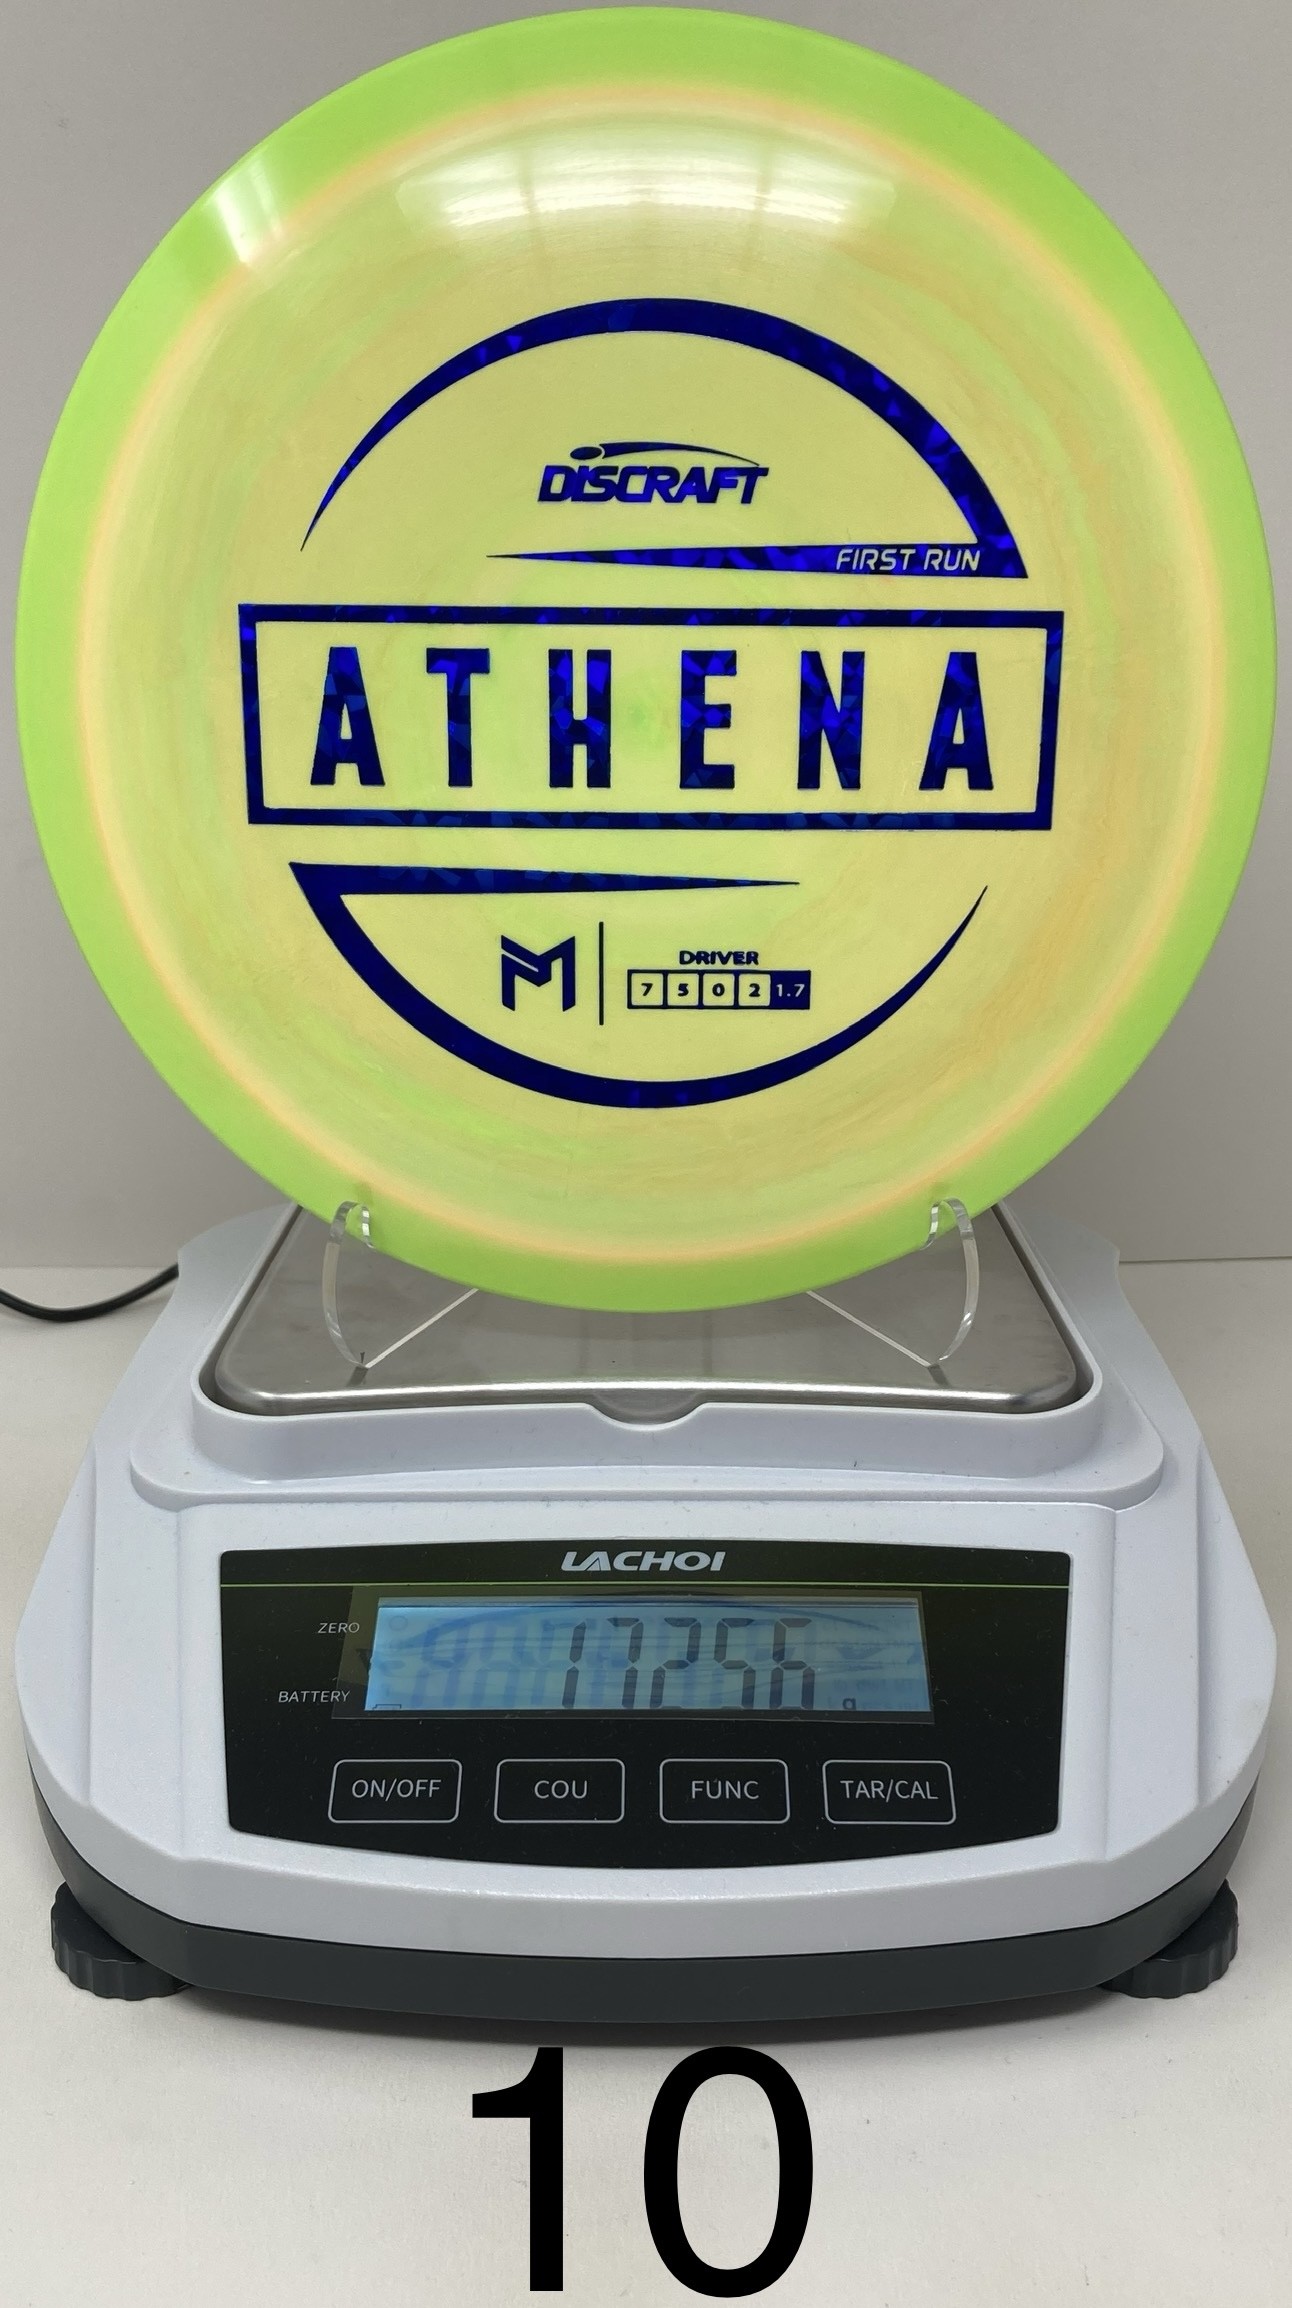 DISCRAFT
FIRST RUN
ATHENA
M
DRIVER
7 5 0 2 1.7
LACHOI
ZERO
172.56
g
BATTERY
ON/OFF COU FUNC TAR/CAL
10